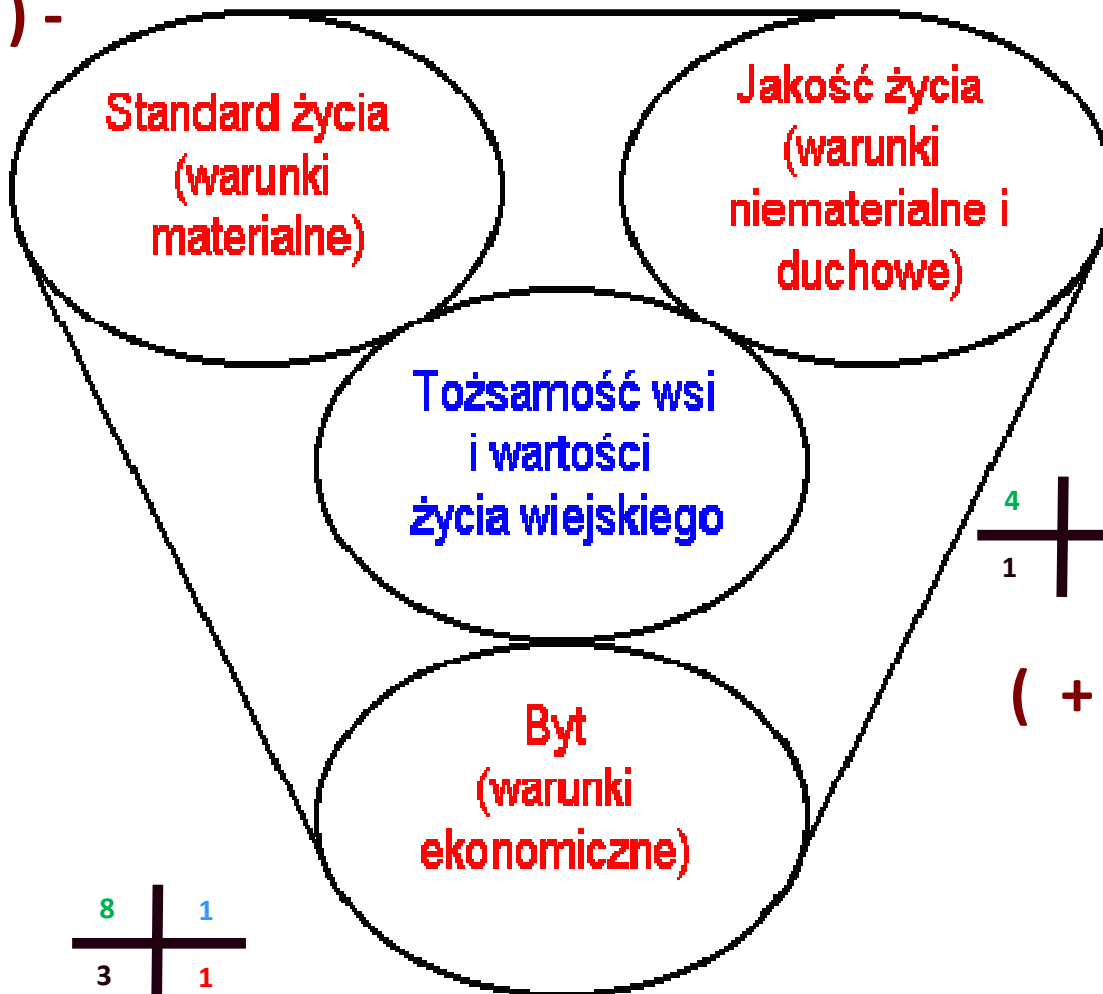 ) -
Standard życia
(warunki
materialne)
Jakość życia
(warunki
niematerialne i
duchowe)
Tożsamość wsi
i wartości
życia wiejskiego
4
1
( +
Byt
(warunki
ekonomiczne)
8 1
3 1